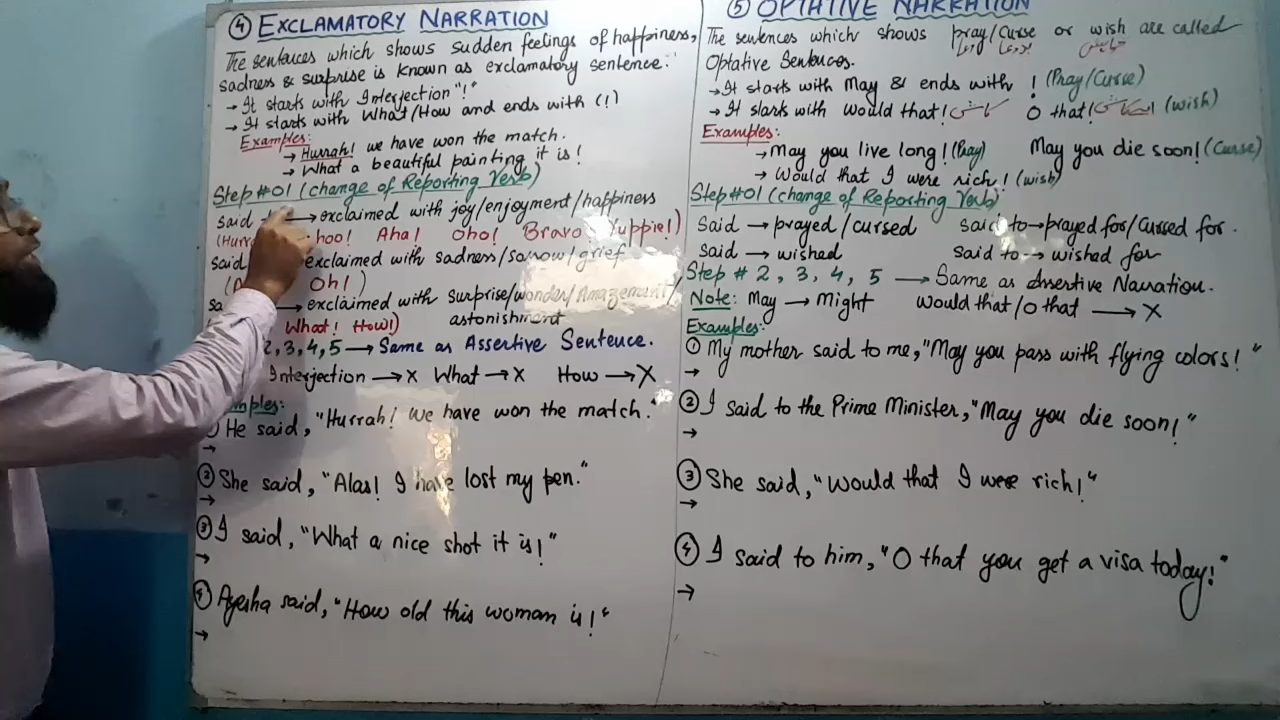 ④ EXCLAMATORY NARRATION
The sentences which shows sudden feelings of happiness,
sadness & surprise is known as exclamatory sentence:
→ It starts with Interjection "!"
→ It starts with What/How and ends with (!)
Examples:
→ Hurrah! we have won the match.
→ What a beautiful painting it is!
Step #01 (change of Reporting Verb)
said → exclaimed with joy/enjoyment/happiness
hoo! Aha! Oho! Bravo! Yuppie!)
said exclaimed with sadness/sorrow/grief
Oh!)
→ exclaimed with surprise/wonder/Amazement/
What! How!) astonishment
2, 3, 4, 5 → Same as Assertive Sentence.
Interjection → X What → X How → X
① He said, "Hurrah! We have won the match."
→
② She said, "Alas! I have lost my pen."
→
③ I said, "What a nice shot it is!"
→
④ Ayesha said, "How old this woman is!"
→
⑤ OPTATIVE NARRATION
The sentences which shows pray/curse or wish are called
Optative Sentences.
→ It starts with May & ends with ! (Pray/Curse)
→ It starts with would that! کاش O that! (wish)
Examples:
→ May you live long! (Pray) May you die soon! (Curse)
→ Would that I were rich! (wish)
Step #01 (change of Reporting Verb)
Said → prayed/cursed said to → prayed for/Cursed for.
Said → wished said to → wished for
Step # 2, 3, 4, 5 → Same as Assertive Narration.
Note: May → Might would that/O that → X
Examples:
① My mother said to me, "May you pass with flying colors!"
→
② I said to the Prime Minister, "May you die soon!"
→
③ She said, "Would that I were rich!"
→
④ I said to him, "O that you get a visa today!"
→